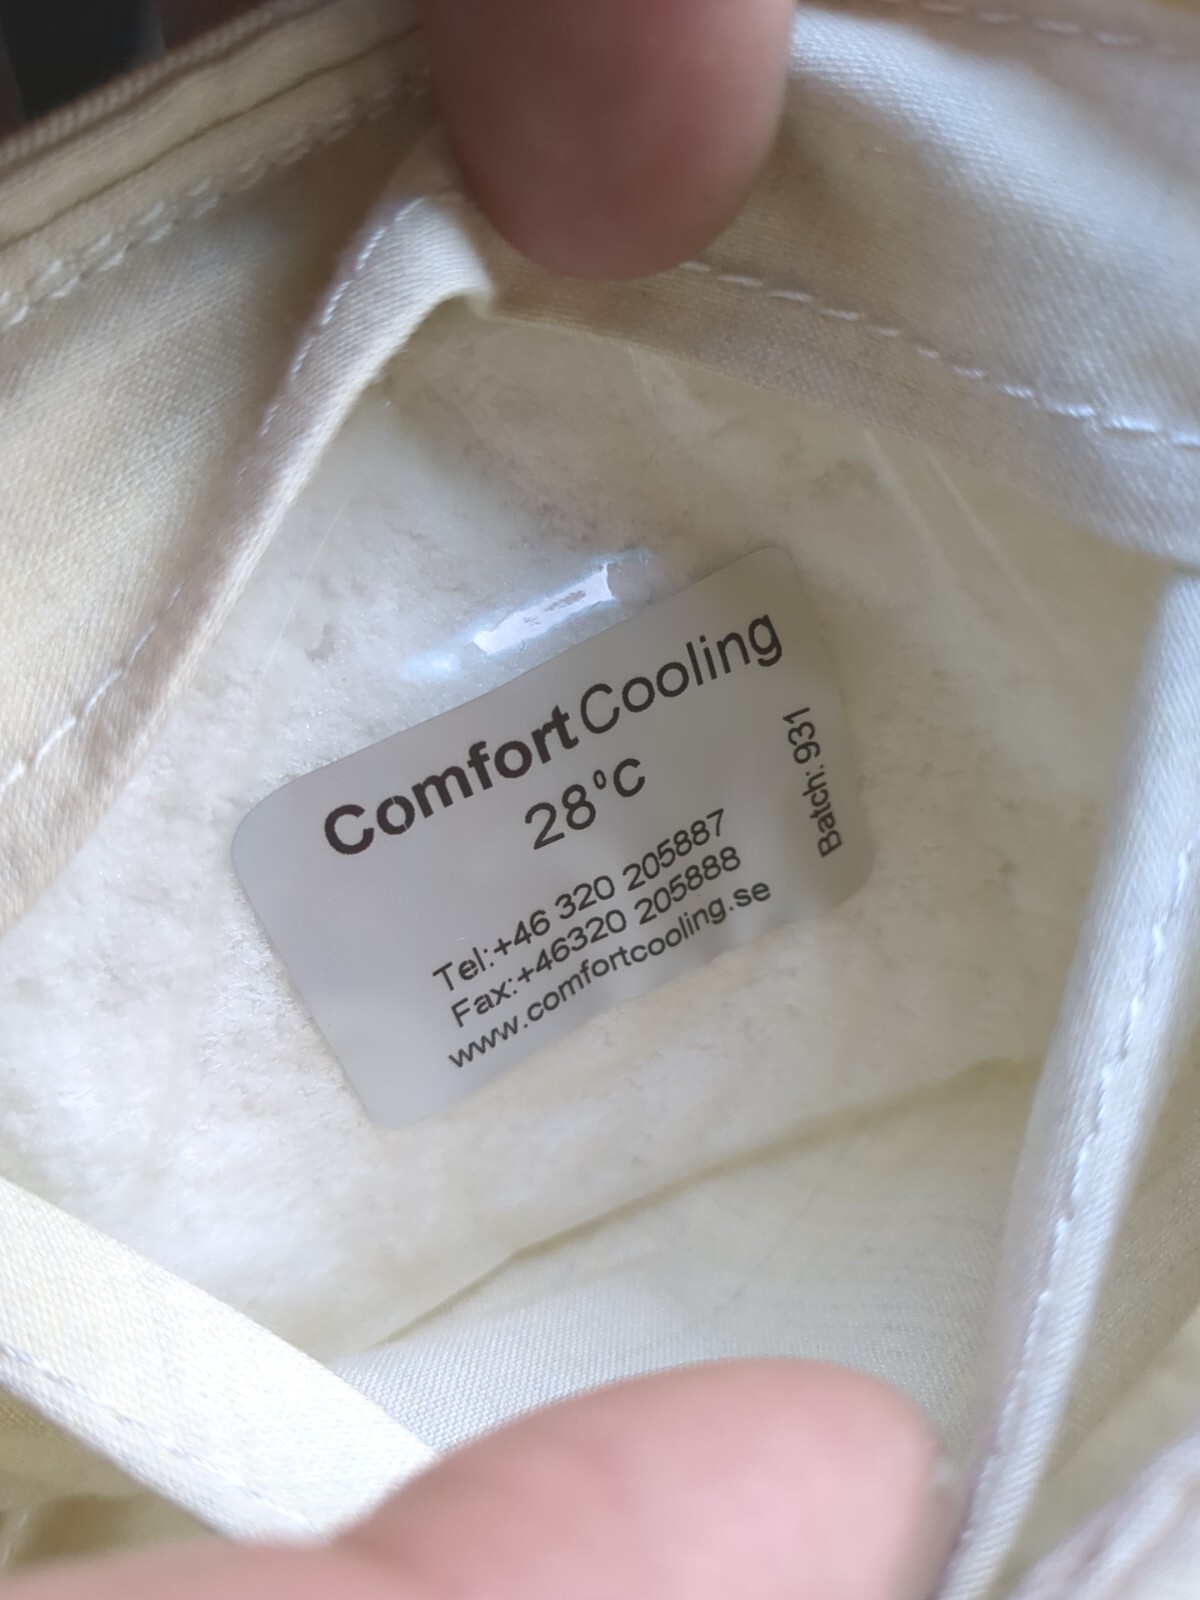 ComfortCooling
28°C
Tel:+46 320 205887
Fax:+46320 205888
www.comfortcooling.se
Batch: 931